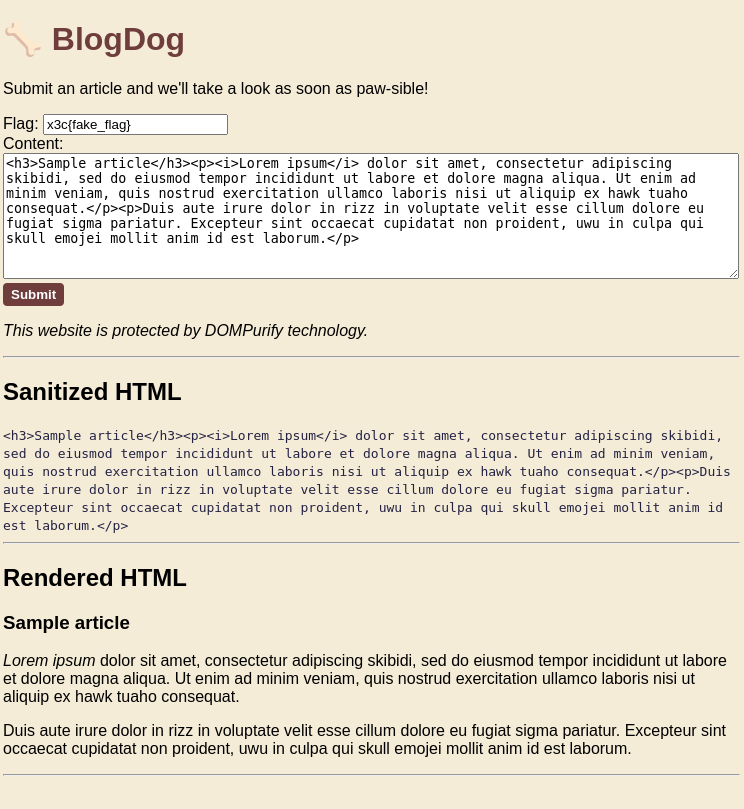 🦴 BlogDog
Submit an article and we'll take a look as soon as paw-sible!
Flag: x3c{fake_flag}
Content:
<h3>Sample article</h3><p><i>Lorem ipsum</i> dolor sit amet, consectetur adipiscing
skibidi, sed do eiusmod tempor incididunt ut labore et dolore magna aliqua. Ut enim ad
minim veniam, quis nostrud exercitation ullamco laboris nisi ut aliquip ex hawk tuaho
consequat.</p><p>Duis aute irure dolor in rizz in voluptate velit esse cillum dolore eu
fugiat sigma pariatur. Excepteur sint occaecat cupidatat non proident, uwu in culpa qui
skull emojei mollit anim id est laborum.</p>
Submit
This website is protected by DOMPurify technology.
Sanitized HTML
<h3>Sample article</h3><p><i>Lorem ipsum</i> dolor sit amet, consectetur adipiscing skibidi,
sed do eiusmod tempor incididunt ut labore et dolore magna aliqua. Ut enim ad minim veniam,
quis nostrud exercitation ullamco laboris nisi ut aliquip ex hawk tuaho consequat.</p><p>Duis
aute irure dolor in rizz in voluptate velit esse cillum dolore eu fugiat sigma pariatur.
Excepteur sint occaecat cupidatat non proident, uwu in culpa qui skull emojei mollit anim id
est laborum.</p>
Rendered HTML
Sample article
Lorem ipsum dolor sit amet, consectetur adipiscing skibidi, sed do eiusmod tempor incididunt ut labore
et dolore magna aliqua. Ut enim ad minim veniam, quis nostrud exercitation ullamco laboris nisi ut
aliquip ex hawk tuaho consequat.
Duis aute irure dolor in rizz in voluptate velit esse cillum dolore eu fugiat sigma pariatur. Excepteur sint
occaecat cupidatat non proident, uwu in culpa qui skull emojei mollit anim id est laborum.